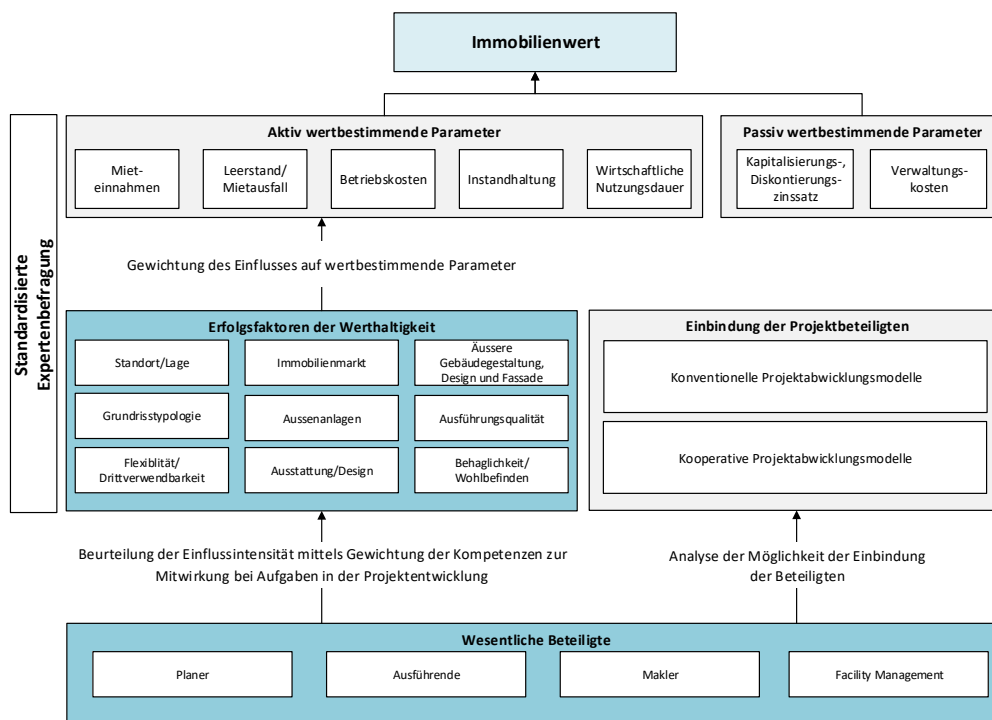 Immobilienwert
Standardisierte
Expertenbefragung
Aktiv wertbestimmende Parameter
Miet-
einnahmen
Leerstand/
Mietausfall
Betriebskosten
Instandhaltung
Wirtschaftliche
Nutzungsdauer
Passiv wertbestimmende Parameter
Kapitalisierungs-,
Diskontierungs-
zinssatz
Verwaltungs-
kosten
Gewichtung des Einflusses auf wertbestimmende Parameter
Erfolgsfaktoren der Werthaltigkeit
Standort/Lage
Immobilienmarkt
Äussere
Gebäudegestaltung,
Design und Fassade
Grundrisstypologie
Aussenanlagen
Ausführungsqualität
Flexiblität/
Drittverwendbarkeit
Ausstattung/Design
Behaglichkeit/
Wohlbefinden
Einbindung der Projektbeteiligten
Konventionelle Projektabwicklungsmodelle
Kooperative Projektabwicklungsmodelle
Beurteilung der Einflussintensität mittels Gewichtung der Kompetenzen zur
Mitwirkung bei Aufgaben in der Projektentwicklung
Analyse der Möglichkeit der Einbindung
der Beteiligten
Wesentliche Beteiligte
Planer
Ausführende
Makler
Facility Management